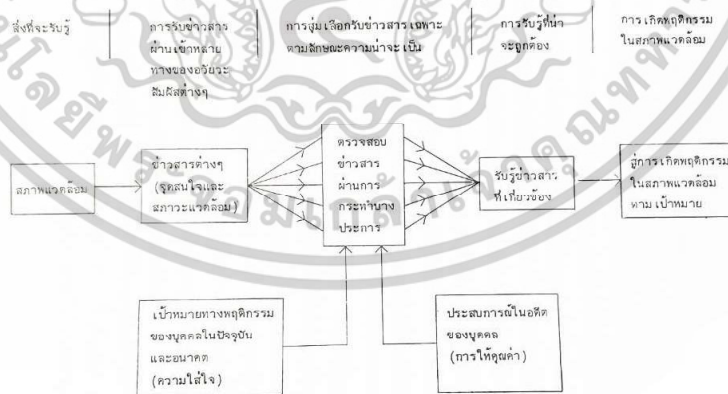 สิ่งที่จะรับรู้
การรับข่าวสาร
ผ่านเข้าหลาย
ทางของอวัยวะ
สัมผัสต่างๆ
การสุ่มเลือกรับข่าวสาร เฉพาะ
ตามลักษณะความน่าจะ เป็น
การรับรู้ที่น่า
จะถูกต้อง
การ เกิดพฤติกรรม
ในสภาพแวดล้อม
สภาพแวดล้อม
ข่าวสารต่างๆ
(จุดสนใจและ
สภาวะแวดล้อม)
ตรวจสอบ
ข่าวสาร
ผ่านการ
กระทำบาง
ประการ
รับรู้ข่าวสาร
ที่ เกี่ยวข้อง
สู่การ เกิดพฤติกรรม
ในสภาพแวดล้อม
ตาม เป้าหมาย
เป้าหมายทางพฤติกรรม
ของบุคคลในปัจจุบัน
และอนาคต
(ความใส่ใจ)
ประสบการณ์ในอดีต
ของบุคคล
(การให้คุณค่า)